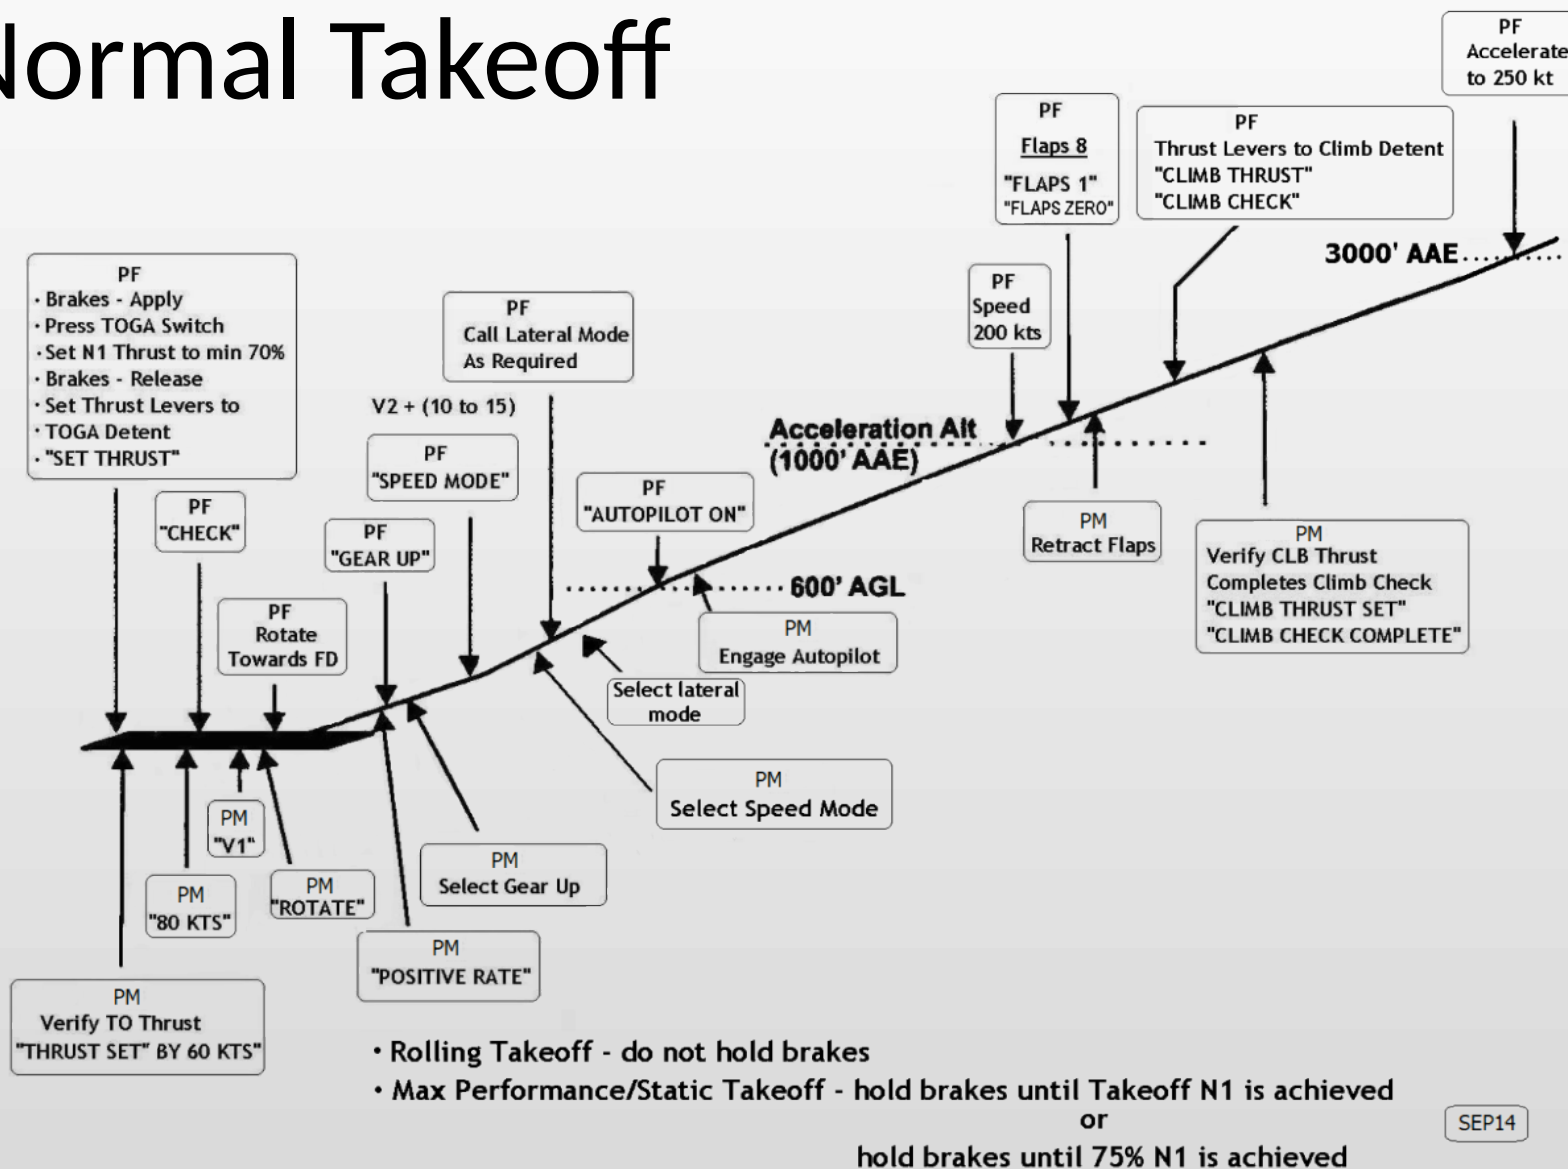 Normal Takeoff
PF
Accelerate
to 250 kt
PF
Flaps 8
"FLAPS 1"
"FLAPS ZERO"
PF
Thrust Levers to Climb Detent
"CLIMB THRUST"
"CLIMB CHECK"
3000' AAE
PF
· Brakes - Apply
· Press TOGA Switch
· Set N1 Thrust to min 70%
· Brakes - Release
· Set Thrust Levers to
· TOGA Detent
· "SET THRUST"
PF
Call Lateral Mode
As Required
PF
Speed
200 kts
V2 + (10 to 15)
PF
"SPEED MODE"
Acceleration Alt
(1000' AAE)
PF
"CHECK"
PF
"GEAR UP"
PF
"AUTOPILOT ON"
PM
Retract Flaps
PM
Verify CLB Thrust
Completes Climb Check
"CLIMB THRUST SET"
"CLIMB CHECK COMPLETE"
600' AGL
PF
Rotate
Towards FD
PM
Engage Autopilot
Select lateral
mode
PM
Select Speed Mode
PM
"V1"
PM
"80 KTS"
PM
"ROTATE"
PM
Select Gear Up
PM
"POSITIVE RATE"
PM
Verify TO Thrust
"THRUST SET" BY 60 KTS"
• Rolling Takeoff - do not hold brakes
• Max Performance/Static Takeoff - hold brakes until Takeoff N1 is achieved
or
hold brakes until 75% N1 is achieved
SEP14